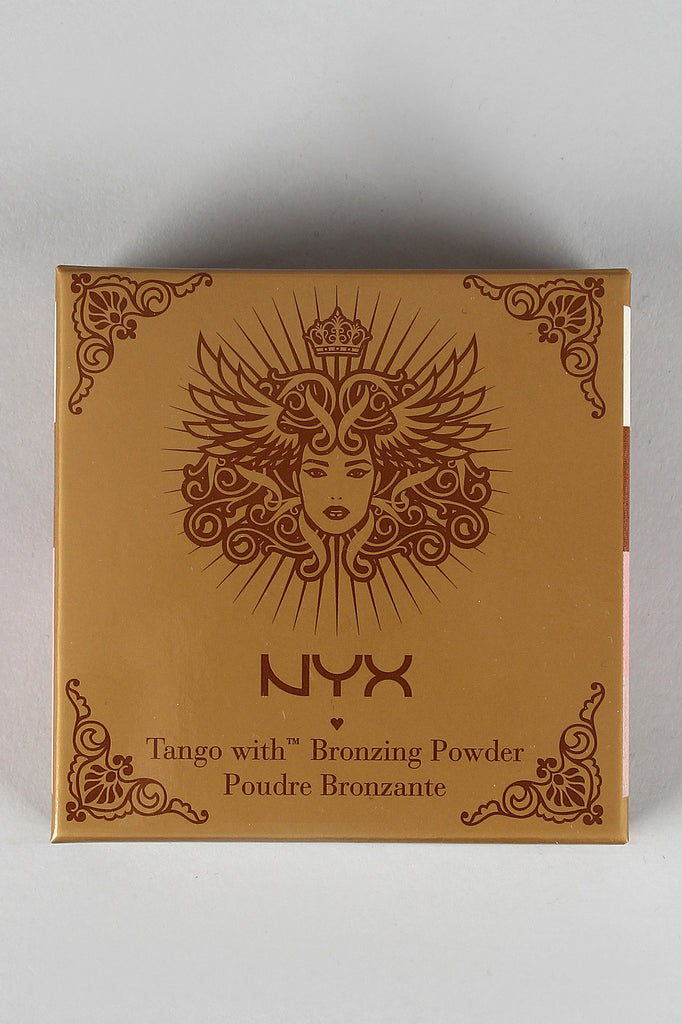 NYX
Tango with™ Bronzing Powder
Poudre Bronzante